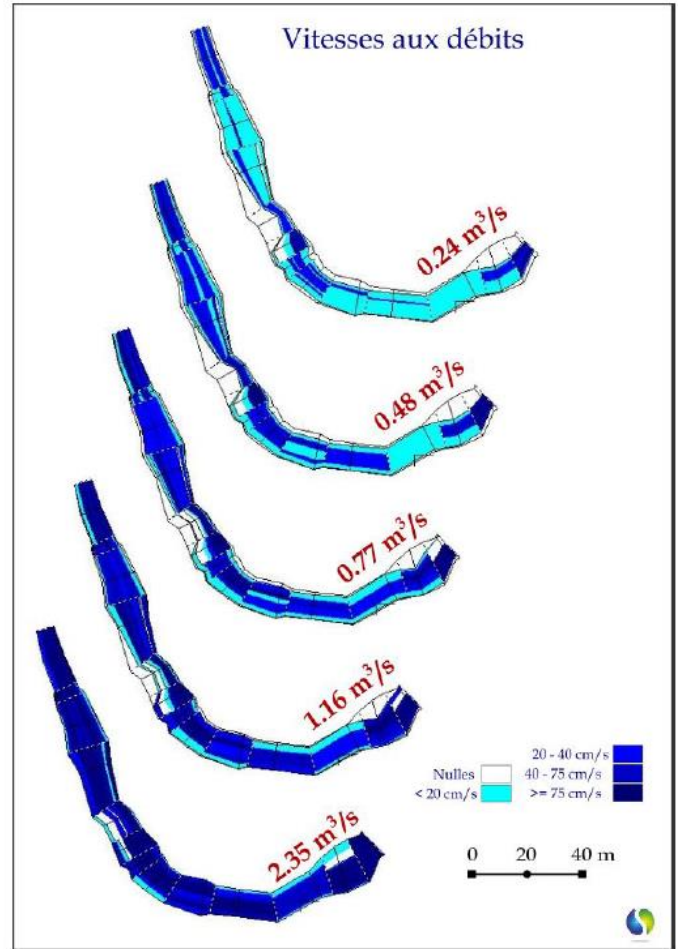 Vitesses aux débits
0.24 m³/s
0.48 m³/s
0.77 m³/s
1.16 m³/s
2.35 m³/s
20 - 40 cm/s
Nulles 40 - 75 cm/s
< 20 cm/s >= 75 cm/s
0 20 40 m